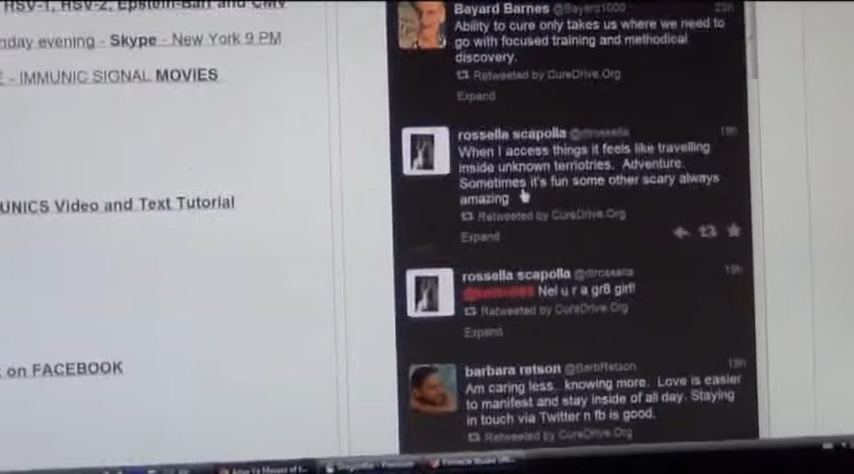 HSV-1, HSV-2, Epstein-Barr and CMV
nday evening - Skype - New York 9 PM
E - IMMUNIC SIGNAL MOVIES
UNICS Video and Text Tutorial
on FACEBOOK
Bayard Barnes @Bayard1000 23h
Ability to cure only takes us where we need to
go with focused training and methodical
discovery.
Retweeted by CureDrive.Org
Expand
rossella scapolla @dirossella 19h
When I access things it feels like travelling
inside unknown terriotries. Adventure.
Sometimes it's fun some other scary always
amazing
Retweeted by CureDrive.Org
Expand
rossella scapolla @dirossella 19h
Nel u r a gr8 girl!
Retweeted by CureDrive.Org
Expand
barbara retson @BarbRetson 19h
Am caring less.. knowing more. Love is easier
to manifest and stay inside of all day. Staying
in touch via Twitter n fb is good.
Retweeted by CureDrive.Org